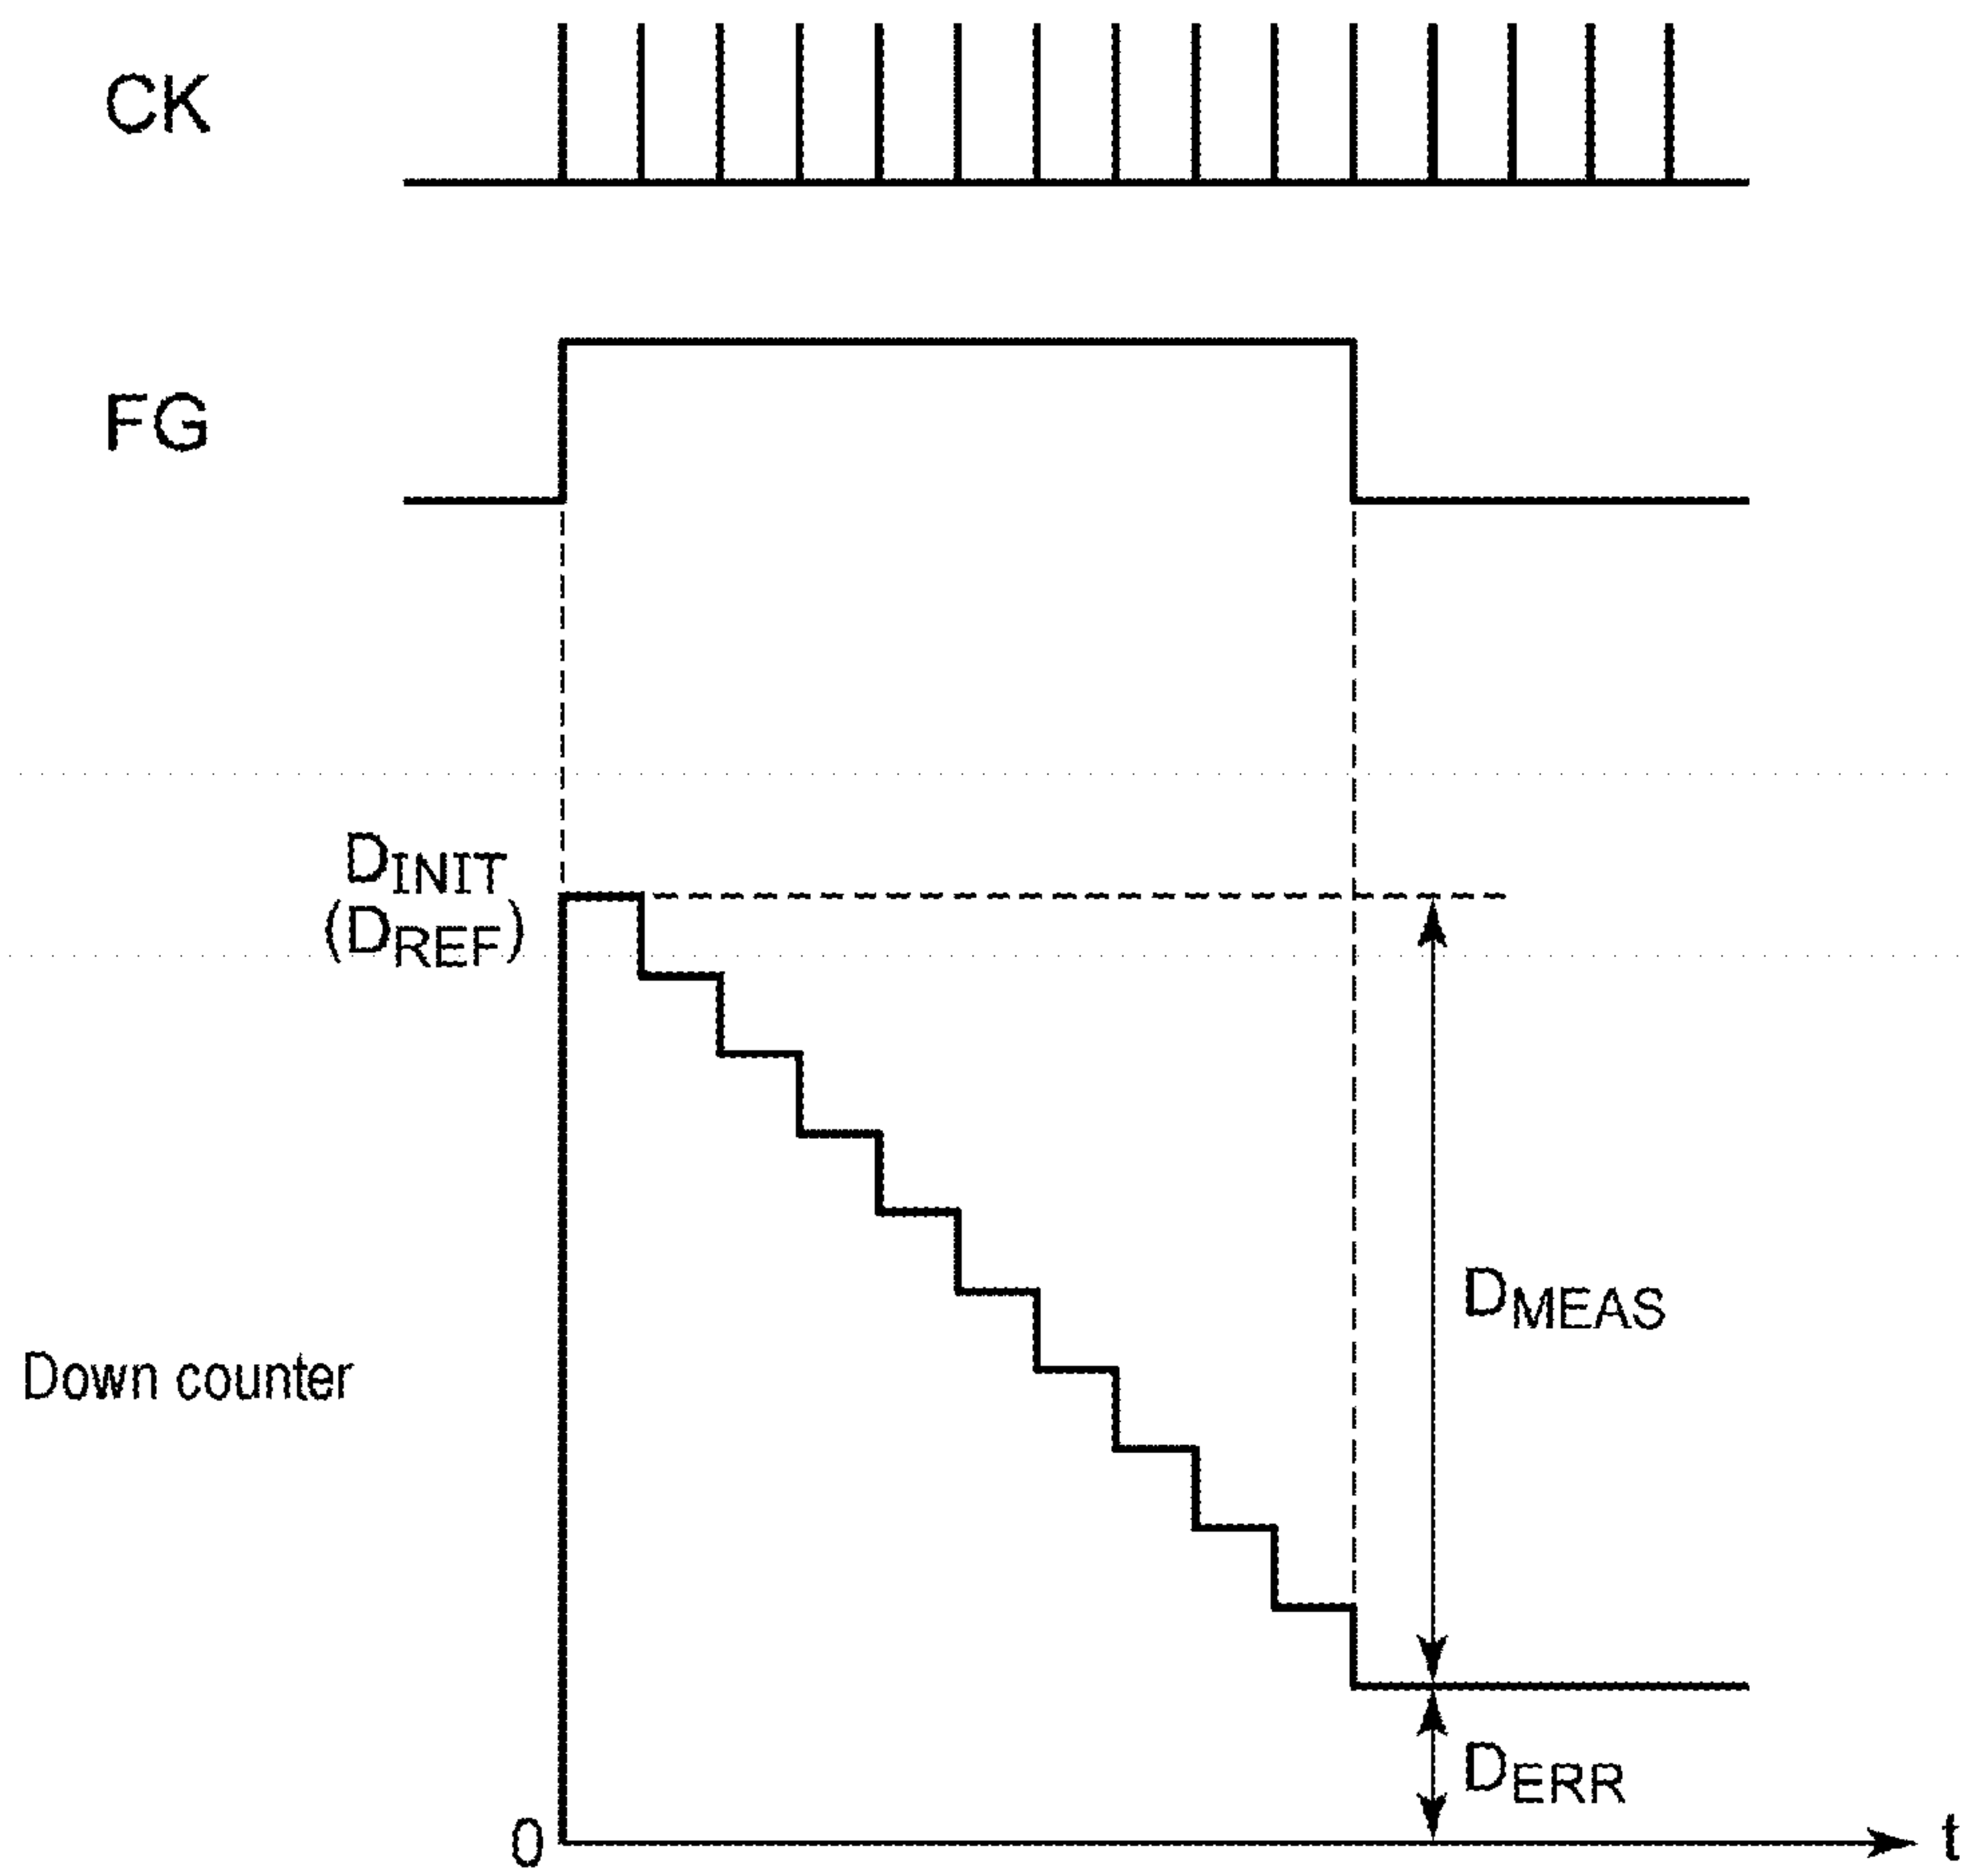 CK
FG
DINIT
(DREF)
DMEAS
Down counter
DERR
0
t